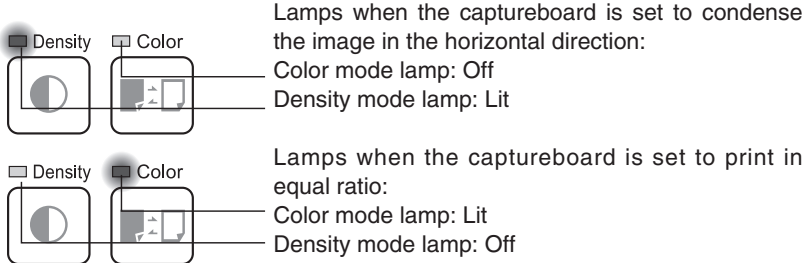 Lamps when the captureboard is set to condense
the image in the horizontal direction:
Density Color
Color mode lamp: Off
Density mode lamp: Lit
Lamps when the captureboard is set to print in
equal ratio:
Density Color
Color mode lamp: Lit
Density mode lamp: Off